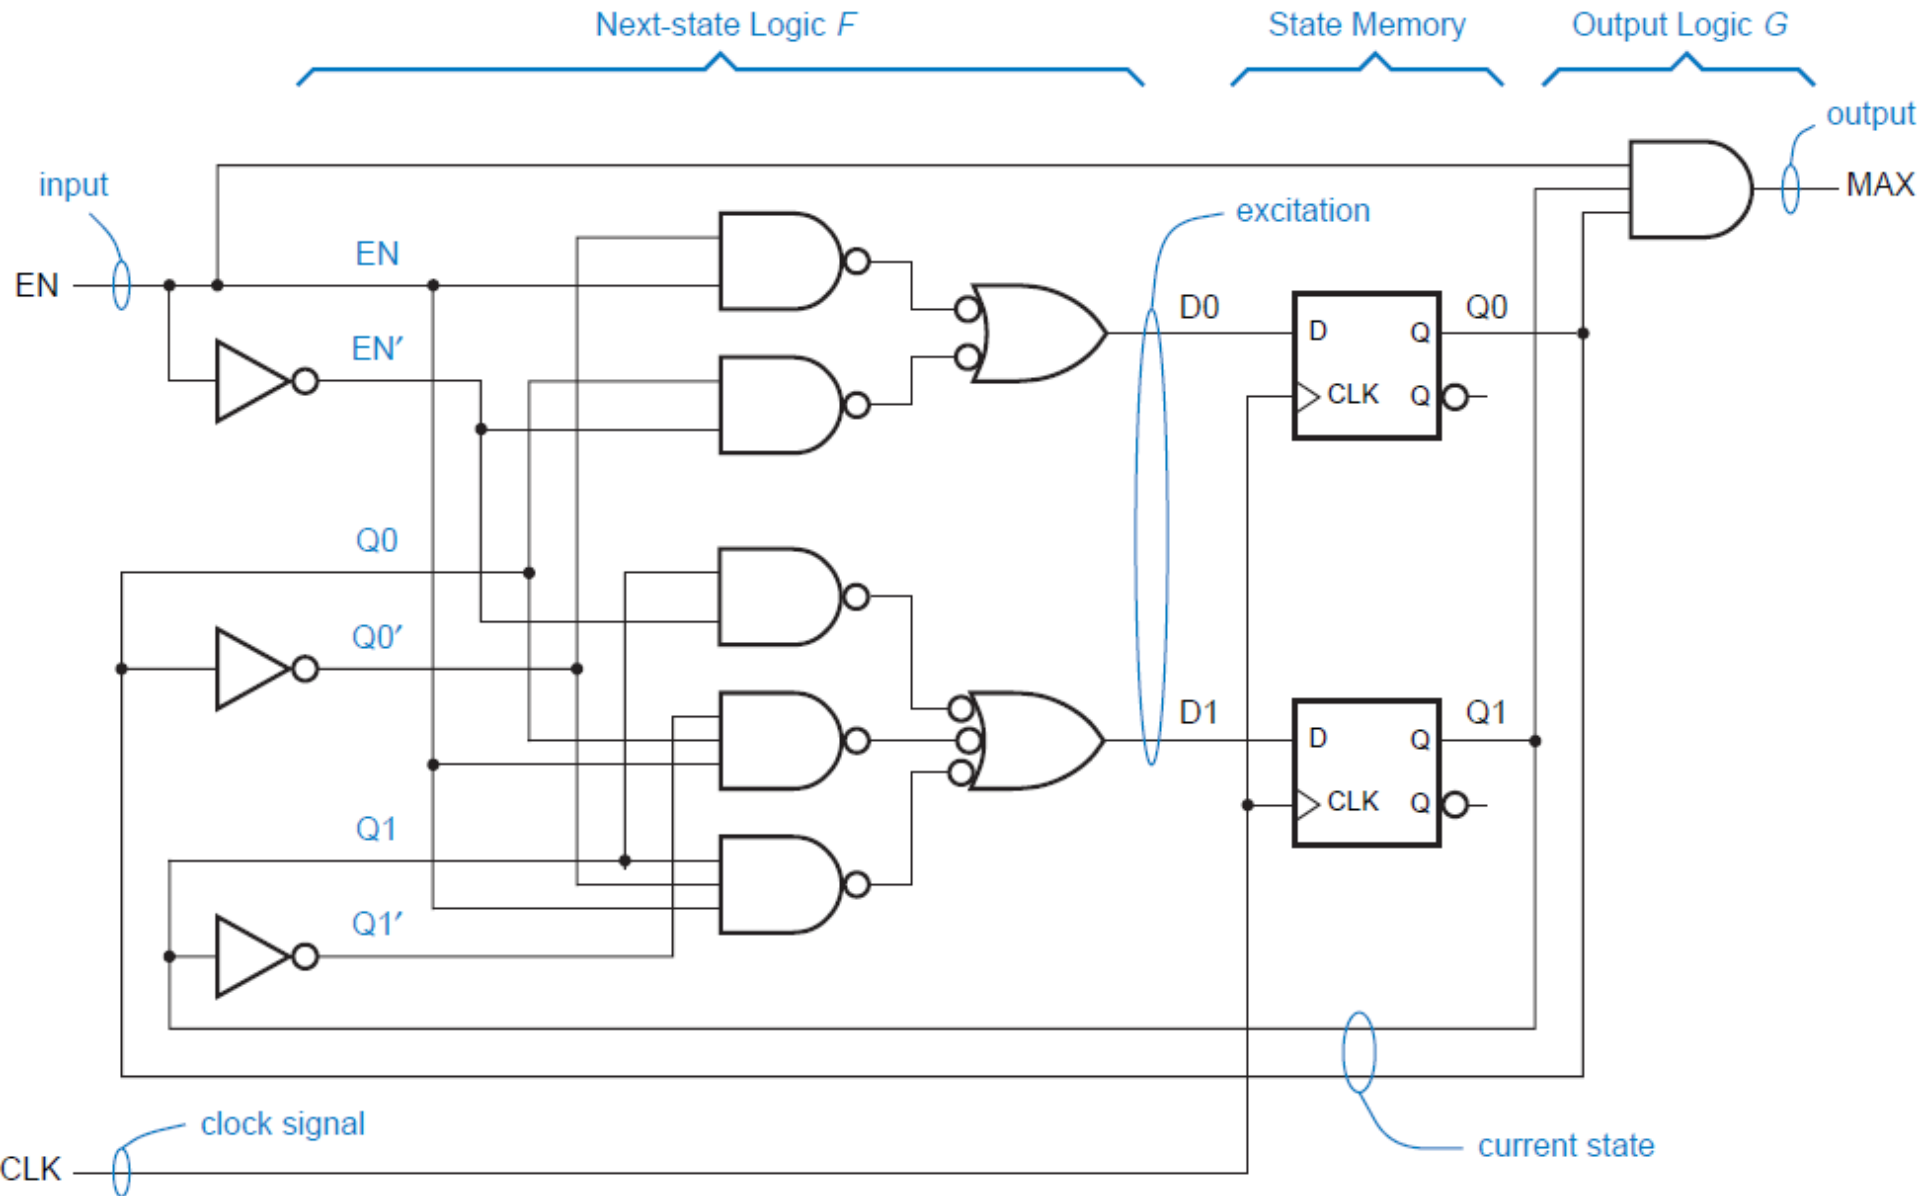 Next-state Logic F
State Memory
Output Logic G
output
input
MAX
excitation
EN
EN
D0
Q0
D
Q
EN′
CLK
Q
Q0
Q0′
D1
Q1
D
Q
CLK
Q
Q1
Q1′
clock signal
current state
CLK